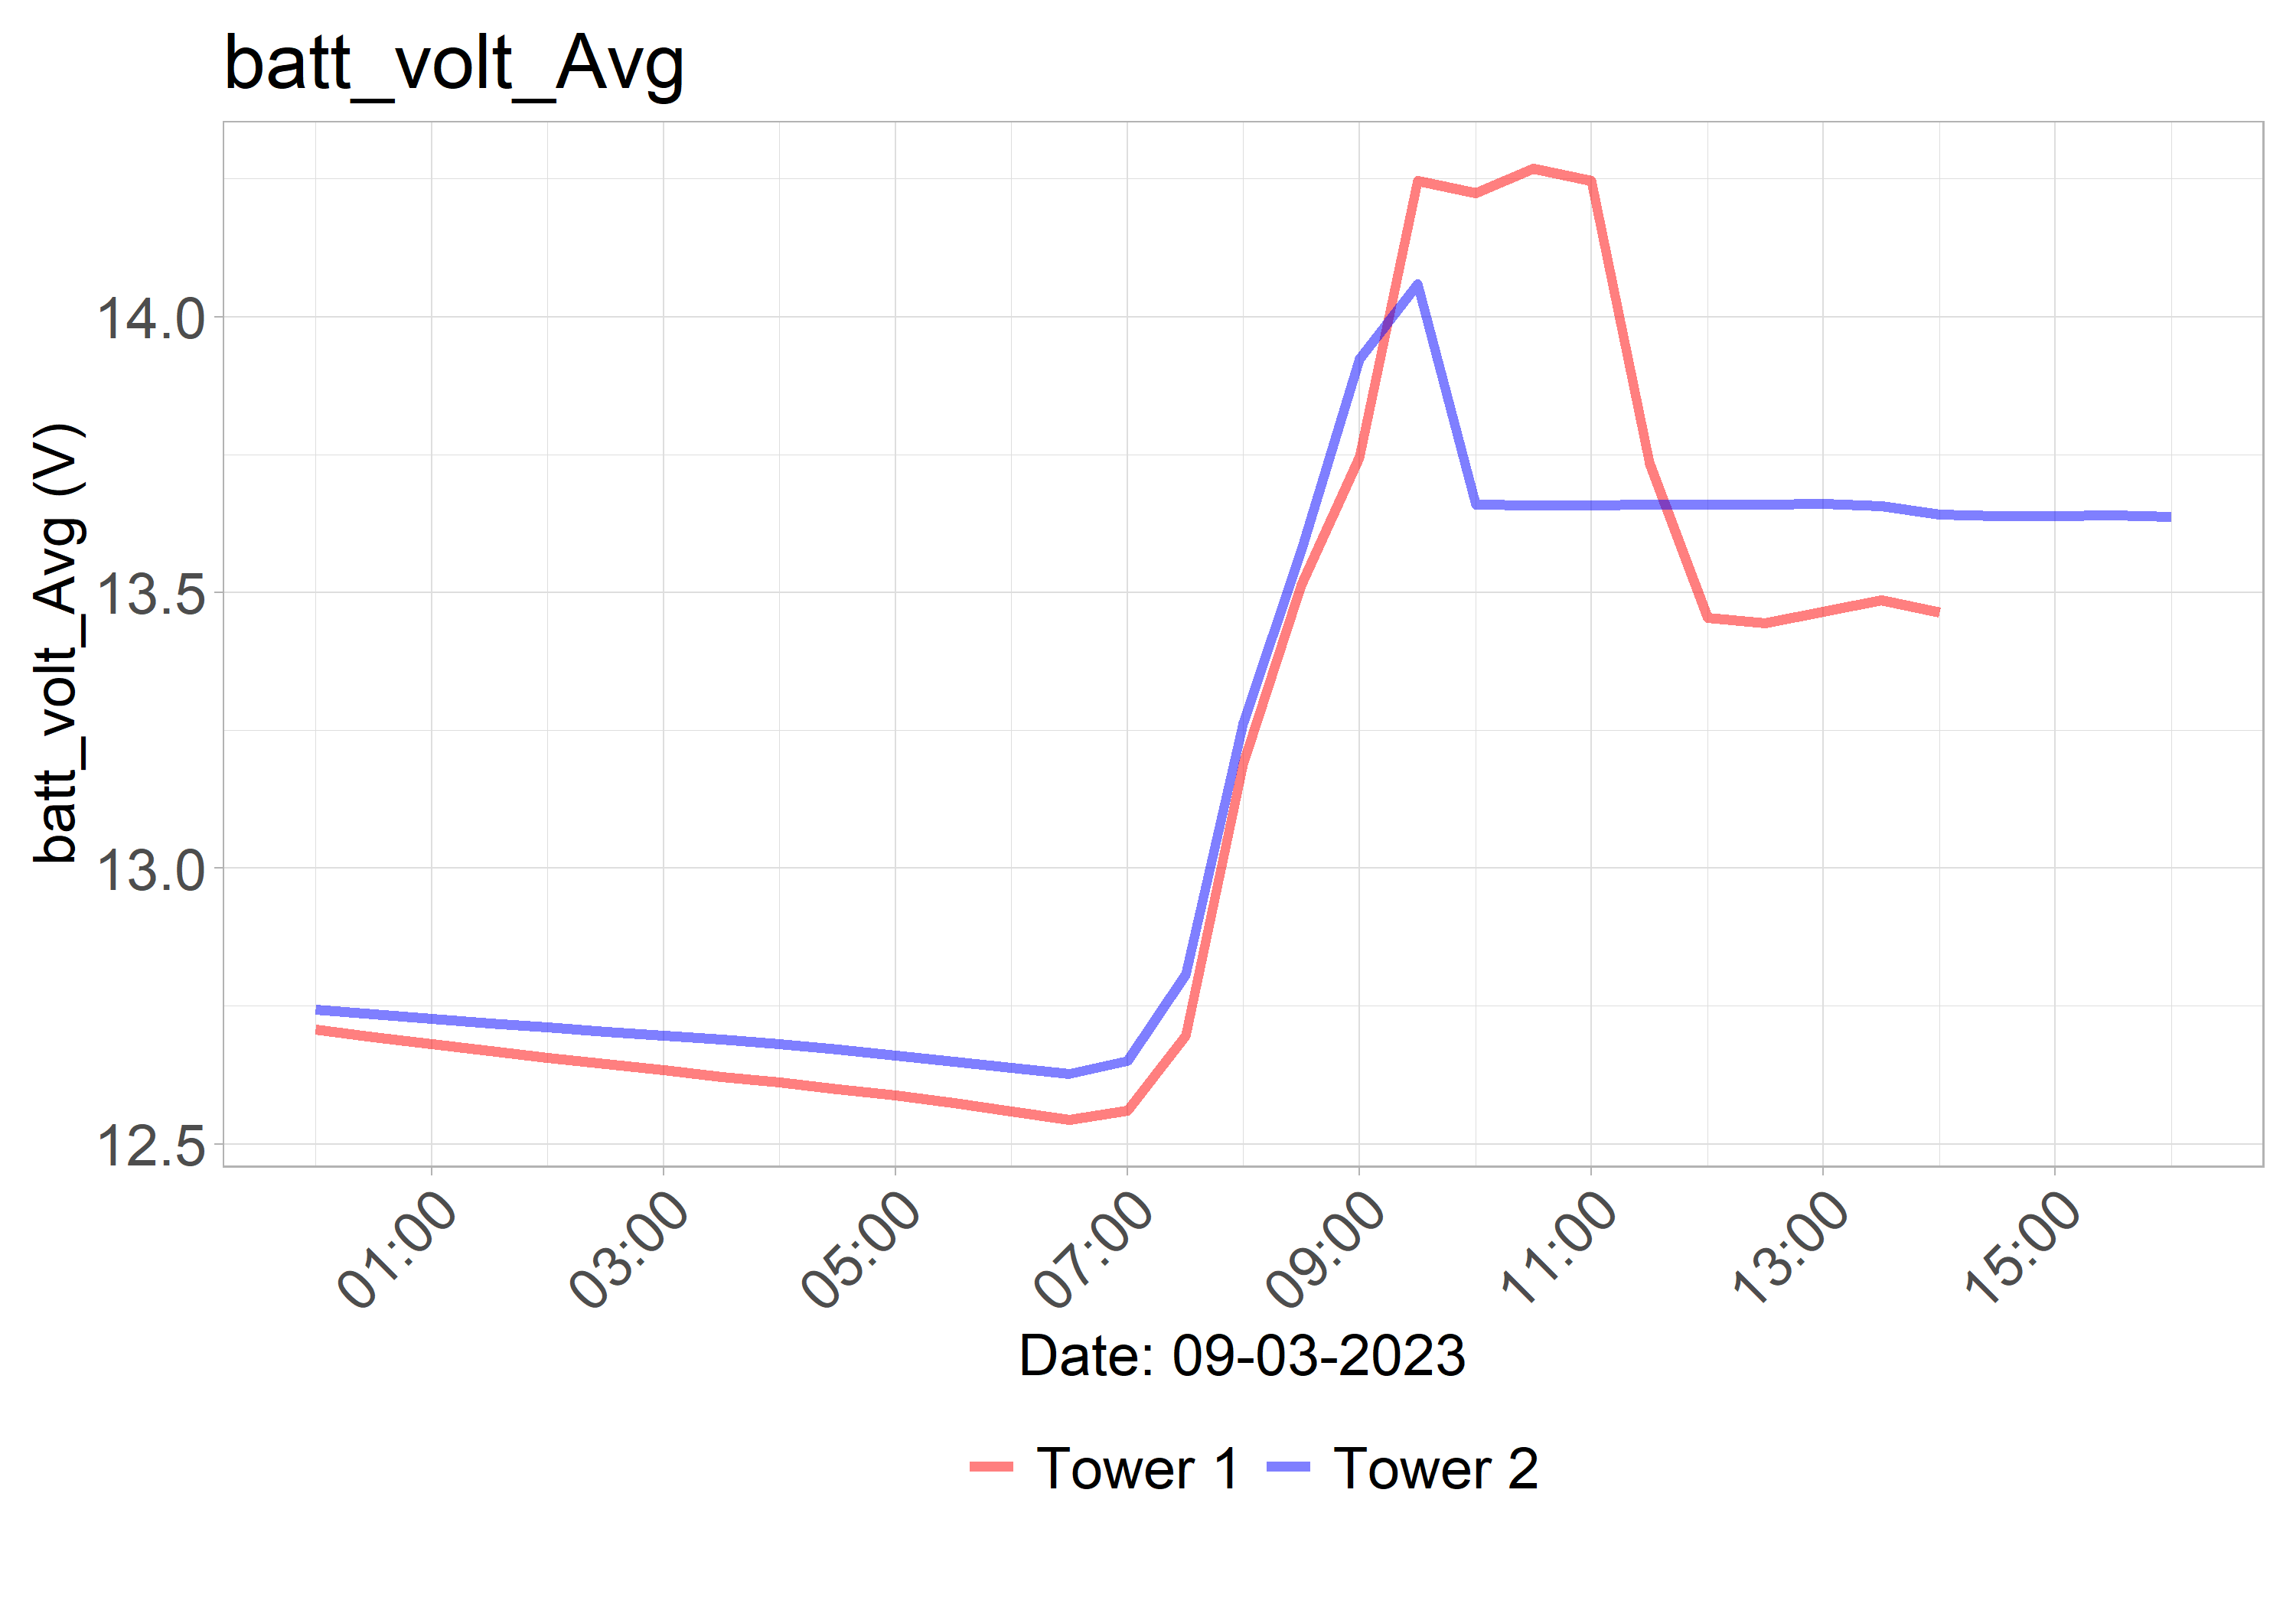 batt_volt_Avg
batt_volt_Avg (V)
14.0
13.5
13.0
12.5
01:00 03:00 05:00 07:00 09:00 11:00 13:00 15:00
Date: 09-03-2023
Tower 1 Tower 2